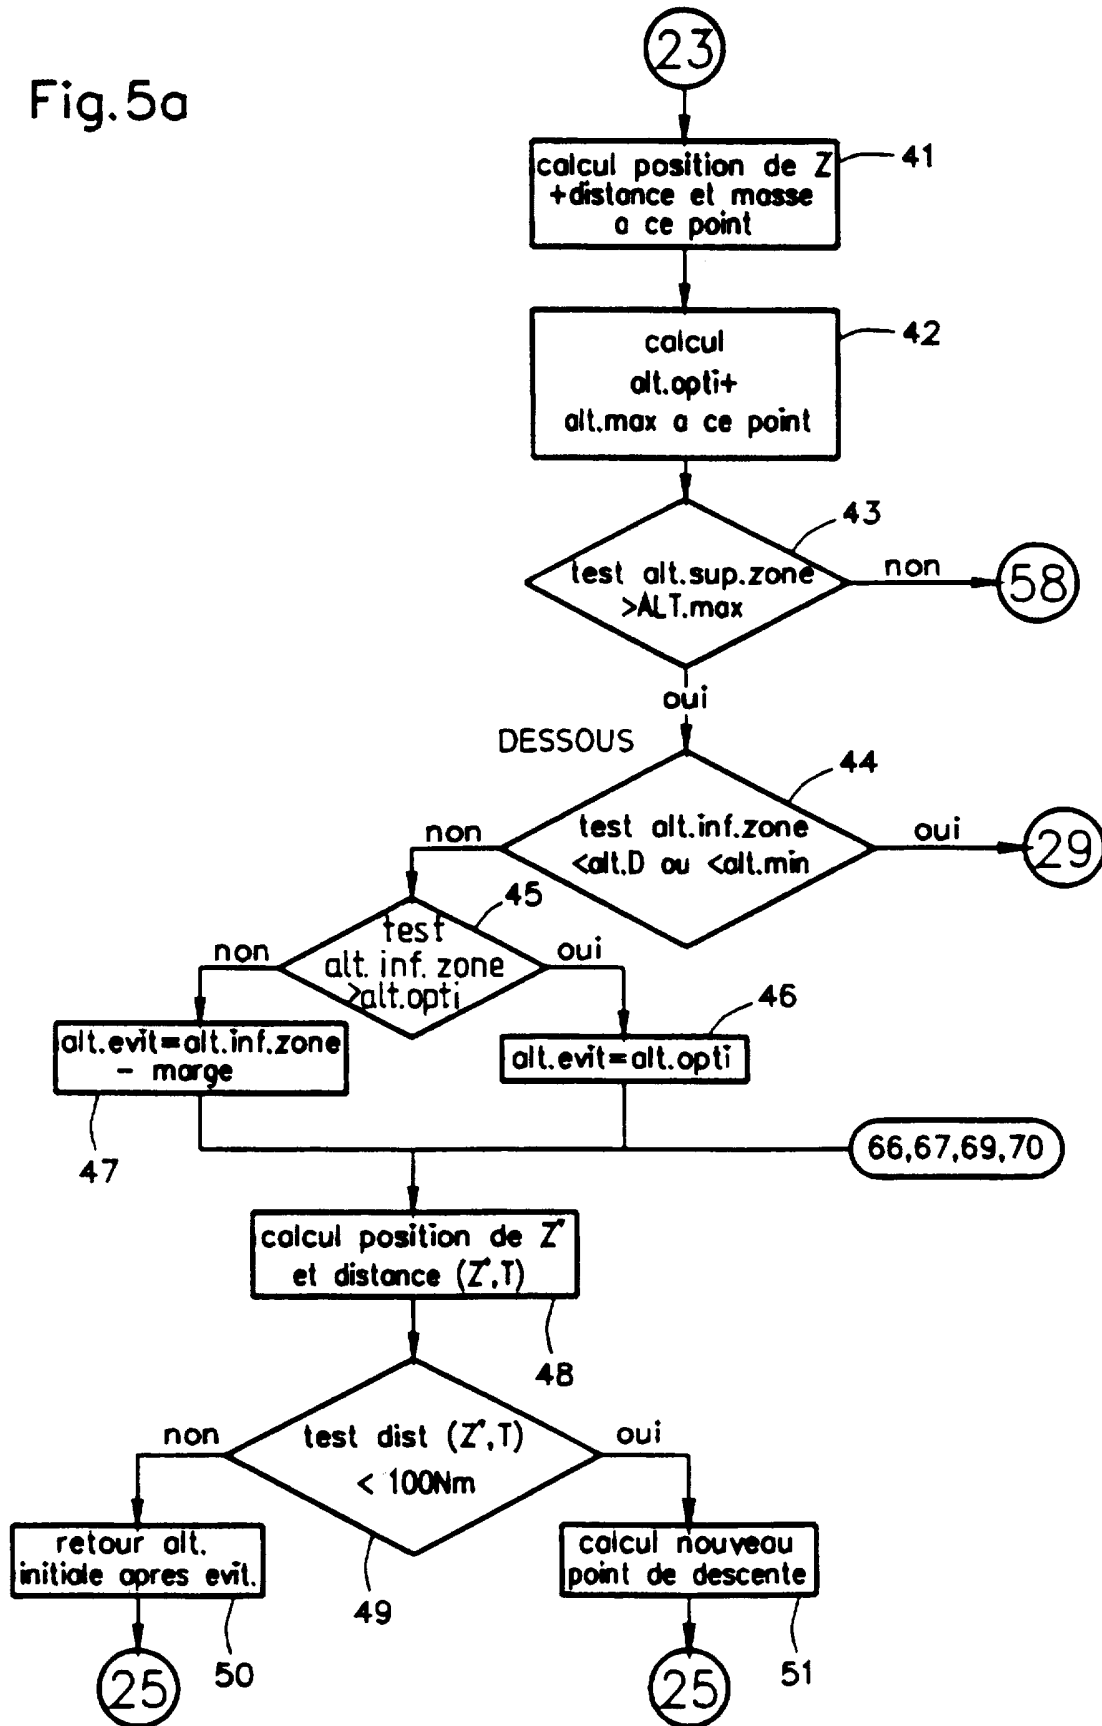 Fig.5a
23
calcul position de Z
+distance et masse
a ce point
41
calcul
alt.opti+
alt.max a ce point
42
test alt.sup.zone
>ALT.max
43
non
58
oui
DESSOUS
test alt.inf.zone
<alt.D ou <alt.min
44
non
oui
29
test
alt. inf. zone
>alt.opti
45
non
oui
alt.evit=alt.inf.zone
- marge
47
alt.evit=alt.opti
46
66,67,69,70
calcul position de Z'
et distance (Z',T)
48
test dist (Z',T)
< 100Nm
49
non
oui
retour alt.
initiale apres evit.
50
calcul nouveau
point de descente
51
25
25